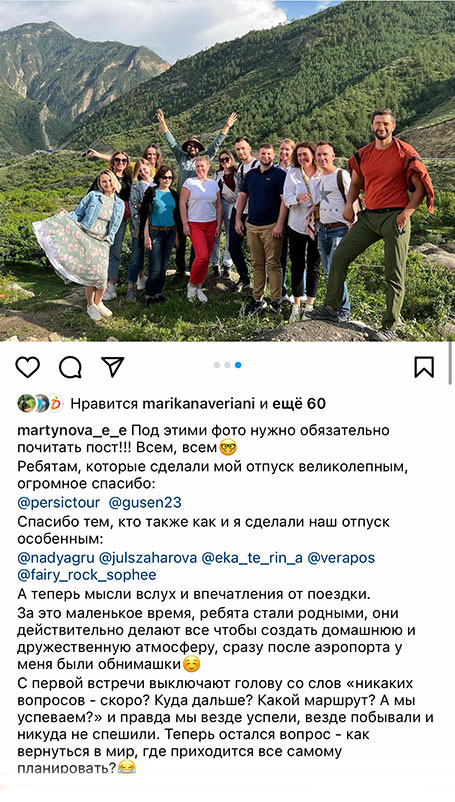 Нравится marikanaveriani и ещё 60
martynova_e_e Под этими фото нужно обязательно
почитать пост!!! Всем, всем🤓
Ребятам, которые сделали мой отпуск великолепным,
огромное спасибо:
@persictour @gusen23
Спасибо тем, кто также как и я сделали наш отпуск
особенным:
@nadyagru @julszaharova @eka_te_rin_a @verapos
@fairy_rock_sophee
А теперь мысли вслух и впечатления от поездки.
За это маленькое время, ребята стали родными, они
действительно делают все чтобы создать домашнюю и
дружественную атмосферу, сразу после аэропорта у
меня были обнимашки☺️
С первой встречи выключают голову со слов «никаких
вопросов - скоро? Куда дальше? Какой маршрут? А мы
успеваем?» и правда мы везде успели, везде побывали и
никуда не спешили. Теперь остался вопрос - как
вернуться в мир, где приходится все самому
планировать?😂